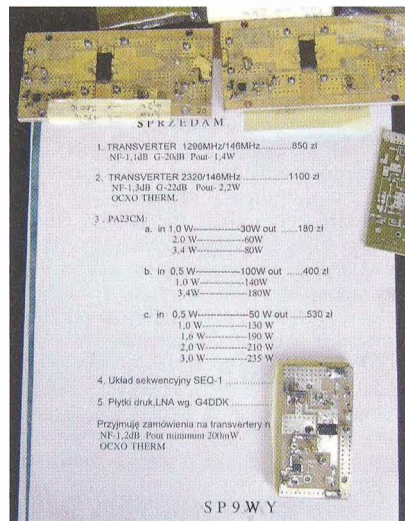 SPRZEDAM
1. TRANSVERTER 1296MHz/146MHz..........850 zł
NF-1,1dB G-20dB Pout- 1,4W
2. TRANSVERTER 2320/146MHz ................1100 zł
NF-1,3dB G-22dB Pout- 2,2W
OCXO THERM.
3 . PA23CM:
a. in 1,0 W--------------30W out ......180 zł
2.0 W--------------60W
3,4 W--------------80W
b. in 0,5 W--------------100W out ......400 zł
1,0 W--------------140W
3,4W---------------180W
c. in 0,5 W--------------50 W out ......530 zł
1,0 W-----------130 W
1,6 W-----------190 W
2,0 W-----------210 W
3,0 W-----------235 W
4. Układ sekwencyjny SEQ-1 ................
5. Płytki druk,LNA wg. G4DDK ..........
Przyjmuję zamówienia na transvertery n
NF-1,2dB Pout minimum 200mW.
OCXO THERM
SP9WY